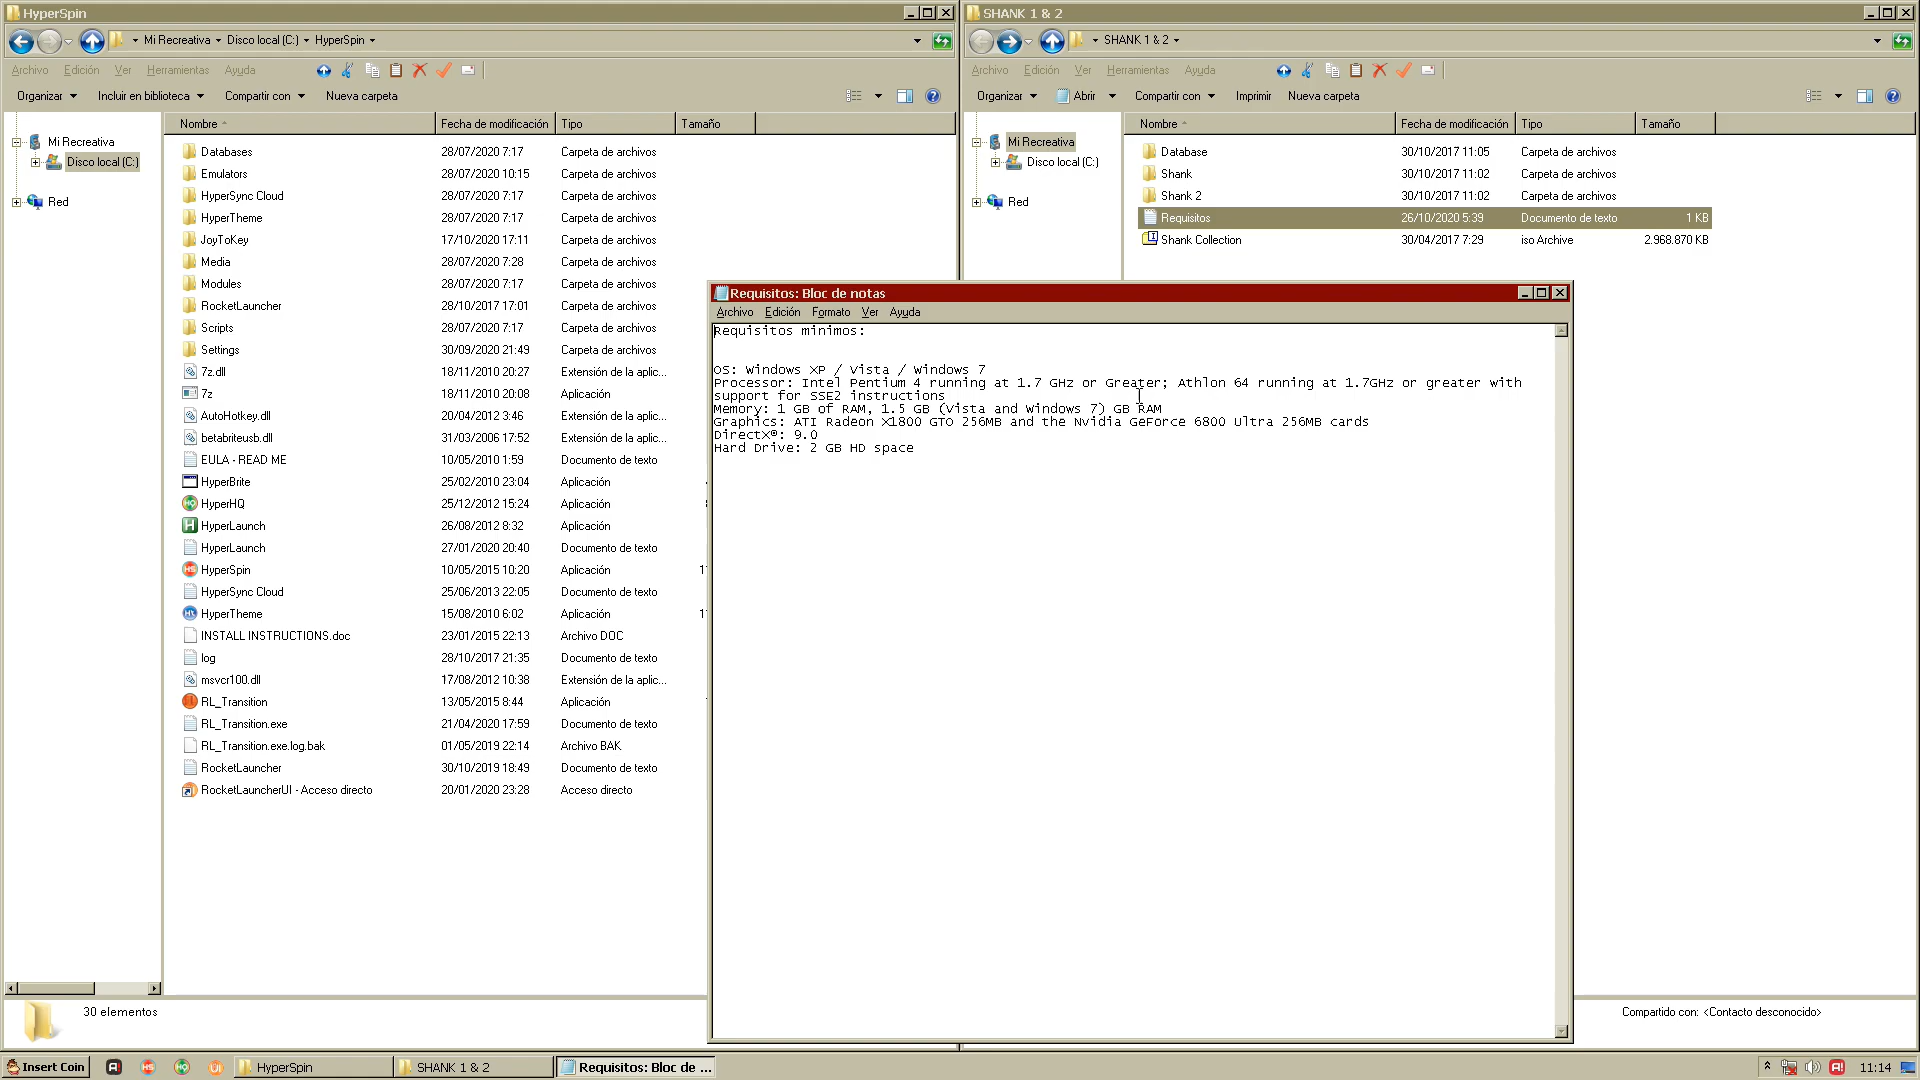 HyperSpin
Mi Recreativa Disco local (C:) HyperSpin
Archivo Edición Ver Herramientas Ayuda
Organizar Incluir en biblioteca Compartir con Nueva carpeta
Mi Recreativa
Disco local (C:)
Red
Nombre Fecha de modificación Tipo Tamaño
Databases 28/07/2020 7:17 Carpeta de archivos
Emulators 28/07/2020 10:15 Carpeta de archivos
HyperSync Cloud 28/07/2020 7:17 Carpeta de archivos
HyperTheme 28/07/2020 7:17 Carpeta de archivos
JoyToKey 17/10/2020 17:11 Carpeta de archivos
Media 28/07/2020 7:28 Carpeta de archivos
Modules 28/07/2020 7:17 Carpeta de archivos
RocketLauncher 28/10/2017 17:01 Carpeta de archivos
Scripts 28/07/2020 7:17 Carpeta de archivos
Settings 30/09/2020 21:49 Carpeta de archivos
7z.dll 18/11/2010 20:27 Extensión de la aplic...
7z 18/11/2010 20:08 Aplicación
AutoHotkey.dll 20/04/2012 3:46 Extensión de la aplic...
betabriteusb.dll 31/03/2006 17:52 Extensión de la aplic...
EULA - READ ME 10/05/2010 1:59 Documento de texto
HyperBrite 25/02/2010 23:04 Aplicación
HyperHQ 25/12/2012 15:24 Aplicación
HyperLaunch 26/08/2012 8:32 Aplicación
HyperLaunch 27/01/2020 20:40 Documento de texto
HyperSpin 10/05/2015 10:20 Aplicación
HyperSync Cloud 25/06/2013 22:05 Documento de texto
HyperTheme 15/08/2010 6:02 Aplicación
INSTALL INSTRUCTIONS.doc 23/01/2015 22:13 Archivo DOC
log 28/10/2017 21:35 Documento de texto
msvcr100.dll 17/08/2012 10:38 Extensión de la aplic...
RL_Transition 13/05/2015 8:44 Aplicación
RL_Transition.exe 21/04/2020 17:59 Documento de texto
RL_Transition.exe.log.bak 01/05/2019 22:14 Archivo BAK
RocketLauncher 30/10/2019 18:49 Documento de texto
RocketLauncherUI - Acceso directo 20/01/2020 23:28 Acceso directo
30 elementos
SHANK 1 & 2
SHANK 1 & 2
Archivo Edición Ver Herramientas Ayuda
Organizar Abrir Compartir con Imprimir Nueva carpeta
Mi Recreativa
Disco local (C:)
Red
Nombre Fecha de modificación Tipo Tamaño
Database 30/10/2017 11:05 Carpeta de archivos
Shank 30/10/2017 11:02 Carpeta de archivos
Shank 2 30/10/2017 11:02 Carpeta de archivos
Requisitos 26/10/2020 5:39 Documento de texto 1 KB
Shank Collection 30/04/2017 7:29 iso Archive 2.968.870 KB
Compartido con: <Contacto desconocido>
Requisitos: Bloc de notas
Archivo Edición Formato Ver Ayuda
Requisitos minimos:
OS: Windows XP / Vista / Windows 7
Processor: Intel Pentium 4 running at 1.7 GHz or Greater; Athlon 64 running at 1.7GHz or greater with
support for SSE2 instructions
Memory: 1 GB of RAM, 1.5 GB (Vista and Windows 7) GB RAM
Graphics: ATI Radeon X1800 GTO 256MB and the Nvidia GeForce 6800 Ultra 256MB cards
DirectX®: 9.0
Hard Drive: 2 GB HD space
Insert Coin HyperSpin SHANK 1 & 2 Requisitos: Bloc de ... 11:14